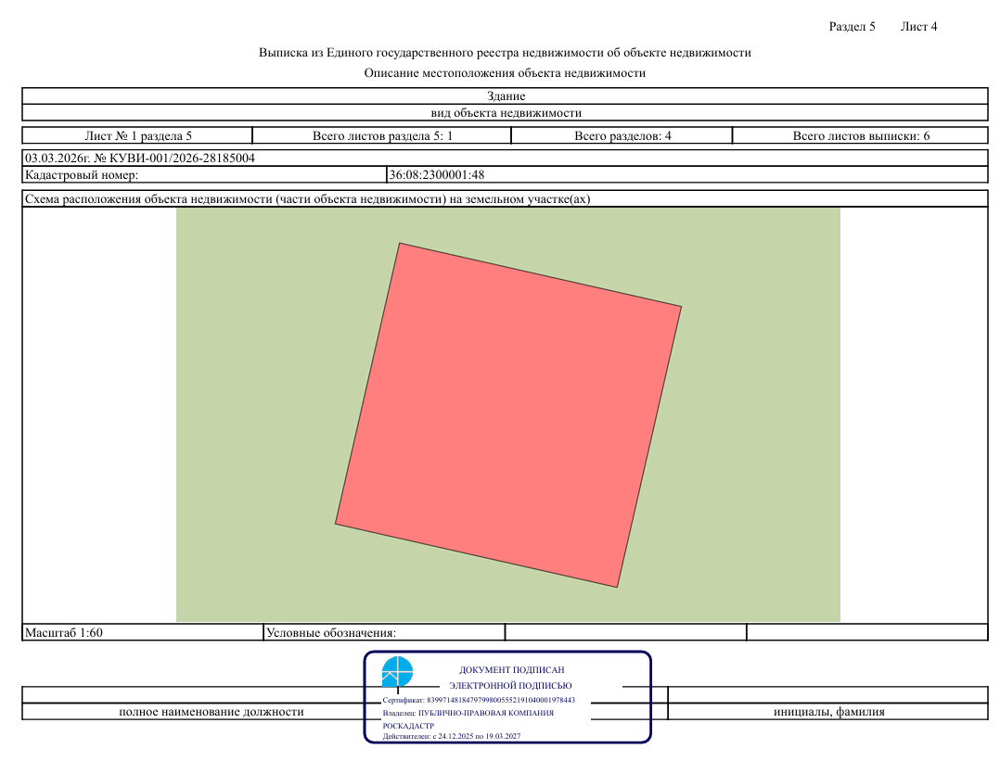 Раздел 5 Лист 4
Выписка из Единого государственного реестра недвижимости об объекте недвижимости
Описание местоположения объекта недвижимости
Здание
вид объекта недвижимости
Лист № 1 раздела 5 Всего листов раздела 5: 1 Всего разделов: 4 Всего листов выписки: 6
03.03.2026г. № КУВИ-001/2026-28185004
Кадастровый номер: 36:08:2300001:48
Схема расположения объекта недвижимости (части объекта недвижимости) на земельном участке(ах)
Масштаб 1:60 Условные обозначения:
ДОКУМЕНТ ПОДПИСАН
ЭЛЕКТРОННОЙ ПОДПИСЬЮ
Сертификат: 83997148184797998005552191040001978443
Владелец: ПУБЛИЧНО-ПРАВОВАЯ КОМПАНИЯ
РОСКАДАСТР
Действителен: с 24.12.2025 по 19.03.2027
полное наименование должности инициалы, фамилия